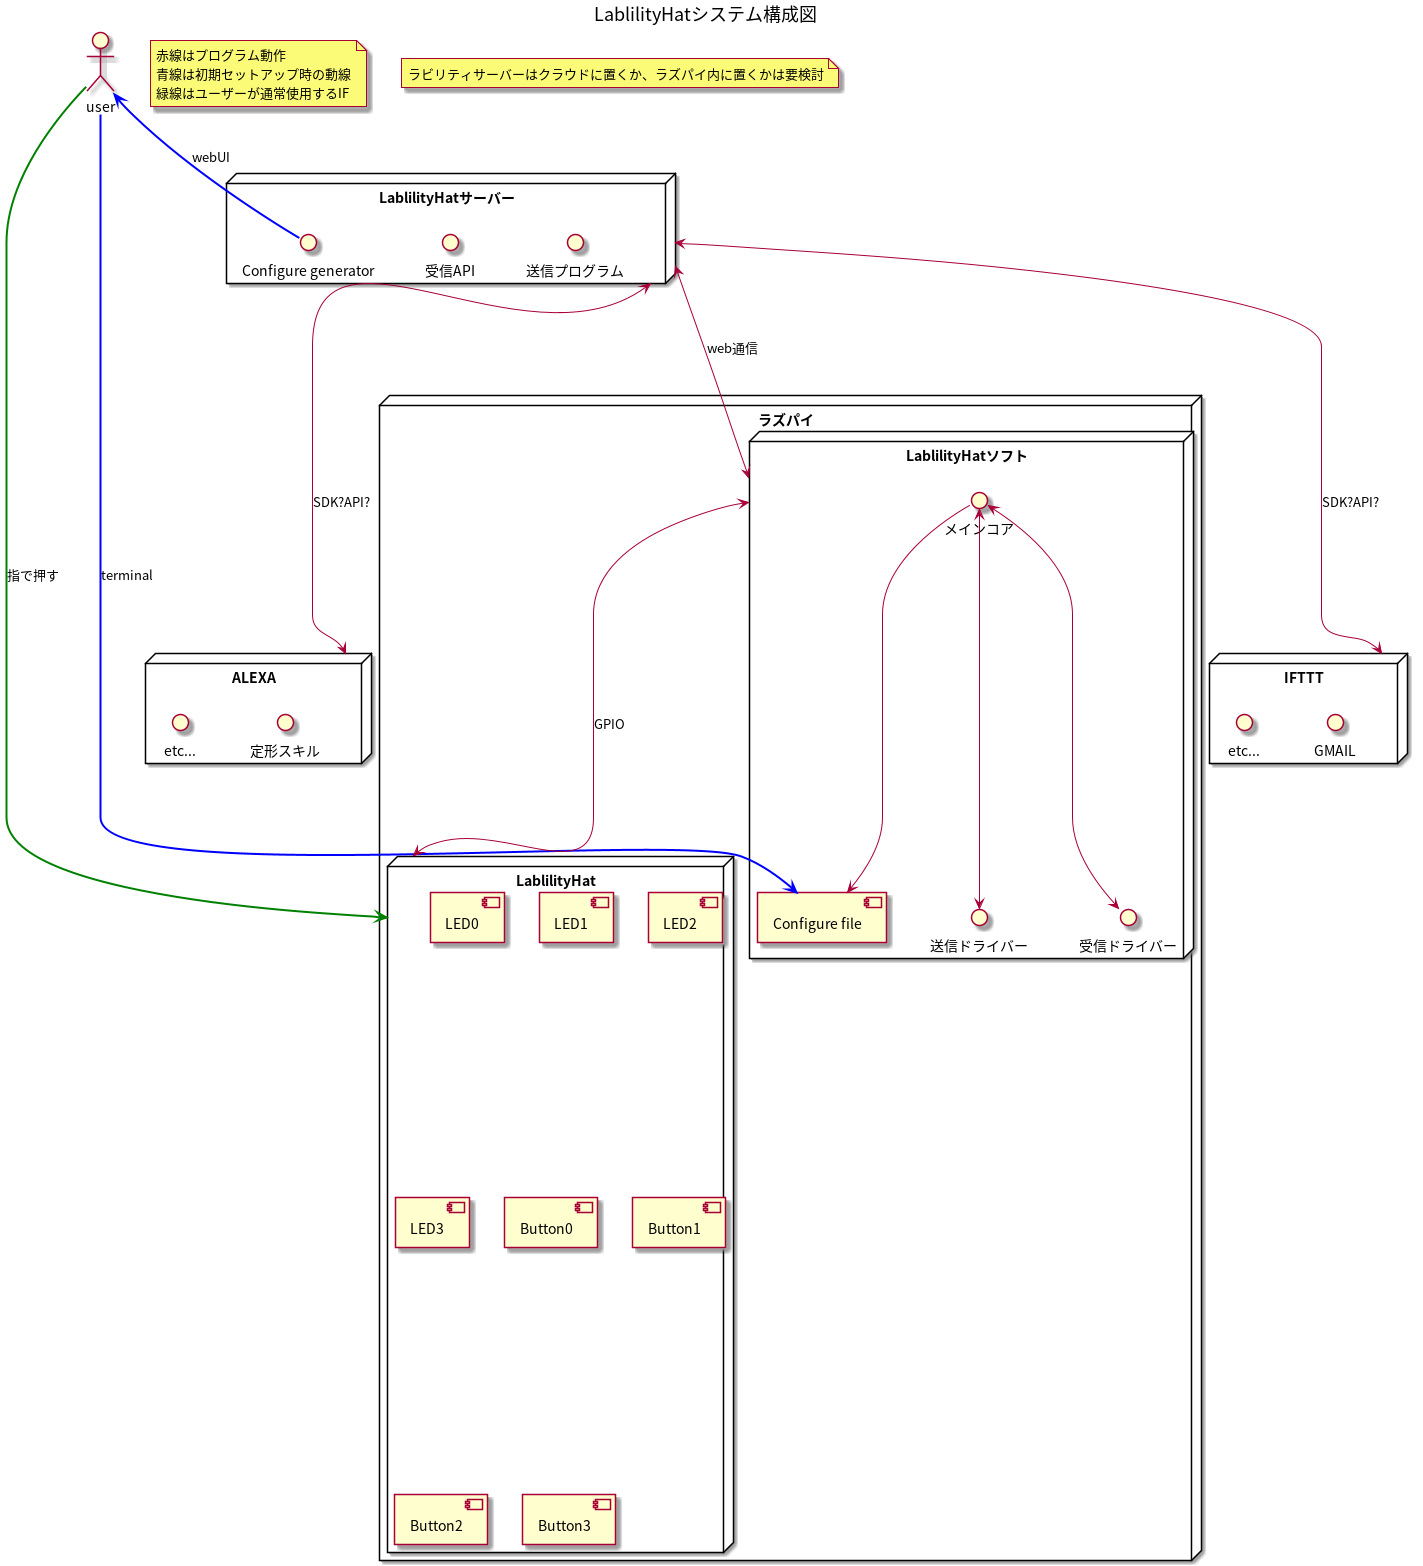 LablilityHatシステム構成図
赤線はプログラム動作
青線は初期セットアップ時の動線
緑線はユーザーが通常使用するIF
ラビリティサーバーはクラウドに置くか、ラズパイ内に置くかは要検討
user
webUI
LablilityHatサーバー
Configure generator
受信API
送信プログラム
web通信
ラズパイ
LablilityHatソフト
メインコア
SDK?API?
SDK?API?
指で押す
terminal
ALEXA
etc...
定形スキル
GPIO
IFTTT
etc...
GMAIL
LablilityHat
LED0
LED1
LED2
Configure file
送信ドライバー
受信ドライバー
LED3
Button0
Button1
Button2
Button3